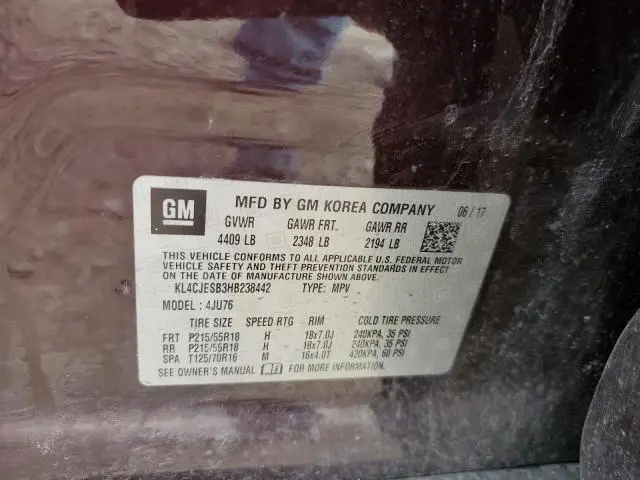 GM
MFD BY GM KOREA COMPANY 06/17
GVWR GAWR FRT. GAWR RR
4409 LB 2348 LB 2194 LB
THIS VEHICLE CONFORMS TO ALL APPLICABLE U.S. FEDERAL MOTOR
VEHICLE SAFETY, BUMPER, AND THEFT PREVENTION STANDARDS IN EFFECT
ON THE DATE OF MANUFACTURE SHOWN ABOVE.
KL4CJESB3HB238442 TYPE: MPV
MODEL : 4JU76
TIRE SIZE SPEED RTG RIM COLD TIRE PRESSURE
FRT P215/55R18 H 18x7.0J 240KPA, 35 PSI
RR P215/55R18 H 18x7.0J 240KPA, 35 PSI
SPA T125/70R16 M 16x4.0T 420KPA, 60 PSI
SEE OWNER'S MANUAL FOR MORE INFORMATION.